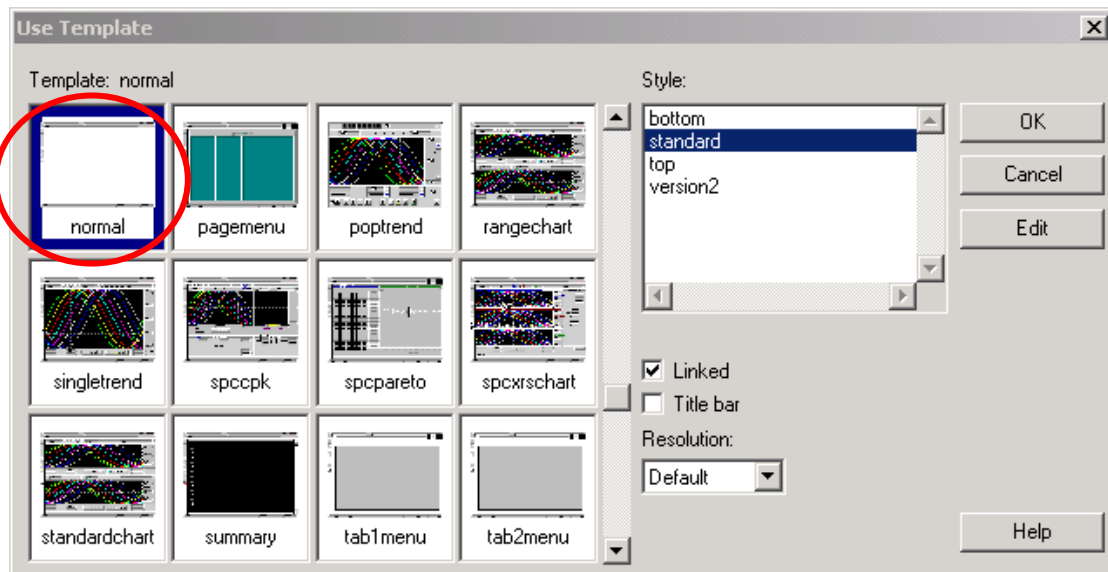 Use Template
Template: normal
normal
pagemenu
poptrend
rangechart
singletrend
spccpk
spcpareto
spcxrschart
standardchart
summary
tab1menu
tab2menu
Style:
bottom
standard
top
version2
Linked
Title bar
Resolution:
Default
OK
Cancel
Edit
Help